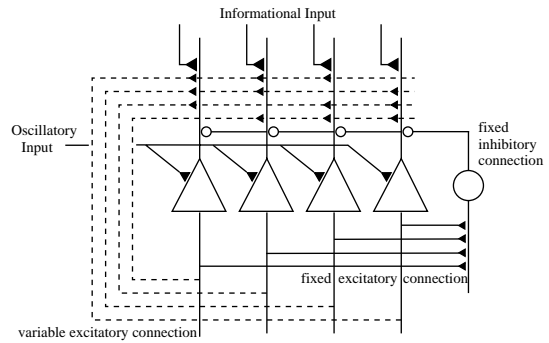 Informational Input
Oscillatory
Input
fixed
inhibitory
connection
fixed excitatory connection
variable excitatory connection